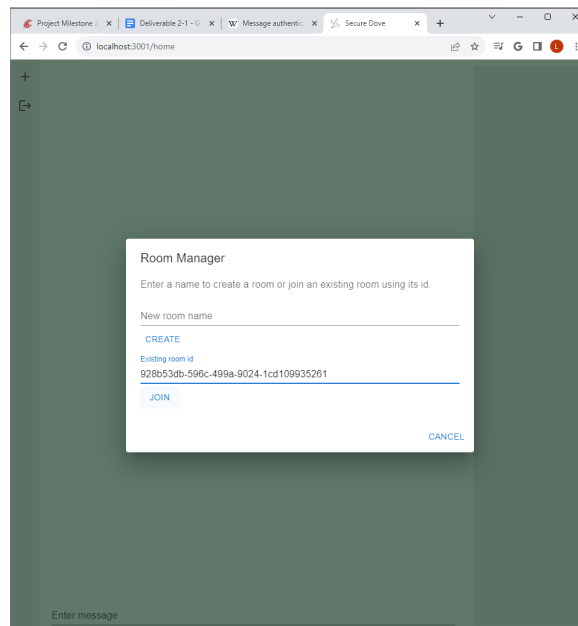 Project Milestone 2
Deliverable 2-1 - G
W Message authentic
Secure Dove
localhost:3001/home
G
L
Room Manager
Enter a name to create a room or join an existing room using its id.
New room name
CREATE
Existing room id
928b53db-596c-499a-9024-1cd109935261
JOIN
CANCEL
Enter message